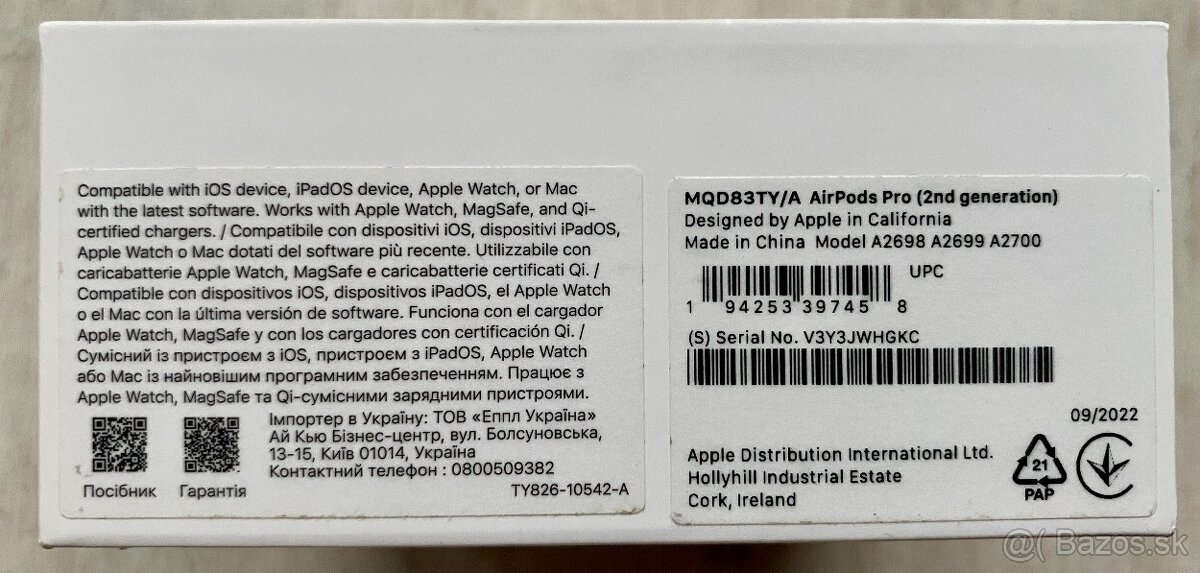 Compatible with iOS device, iPadOS device, Apple Watch, or Mac
with the latest software. Works with Apple Watch, MagSafe, and Qi-
certified chargers. / Compatibile con dispositivi iOS, dispositivi iPadOS,
Apple Watch o Mac dotati del software più recente. Utilizzabile con
caricabatterie Apple Watch, MagSafe e caricabatterie certificati Qi. /
Compatible con dispositivos iOS, dispositivos iPadOS, el Apple Watch
o el Mac con la última versión de software. Funciona con el cargador
Apple Watch, MagSafe y con los cargadores con certificación Qi. /
Сумісний із пристроєм з iOS, пристроєм з iPadOS, Apple Watch
або Mac із найновішим програмним забезпеченням. Працює з
Apple Watch, MagSafe та Qi-сумісними зарядними пристроями.
Імпортер в Україну: ТОВ «Еппл Україна»
Ай Кью Бізнес-центр, вул. Болсуновська,
13-15, Київ 01014, Україна
Контактний телефон : 0800509382
Посібник Гарантія
TY826-10542-A
MQD83TY/A AirPods Pro (2nd generation)
Designed by Apple in California
Made in China Model A2698 A2699 A2700
UPC
1 94253 39745 8
(S) Serial No. V3Y3JWHGKC
09/2022
Apple Distribution International Ltd.
Hollyhill Industrial Estate
Cork, Ireland
21
PAP
@( Bazos.sk